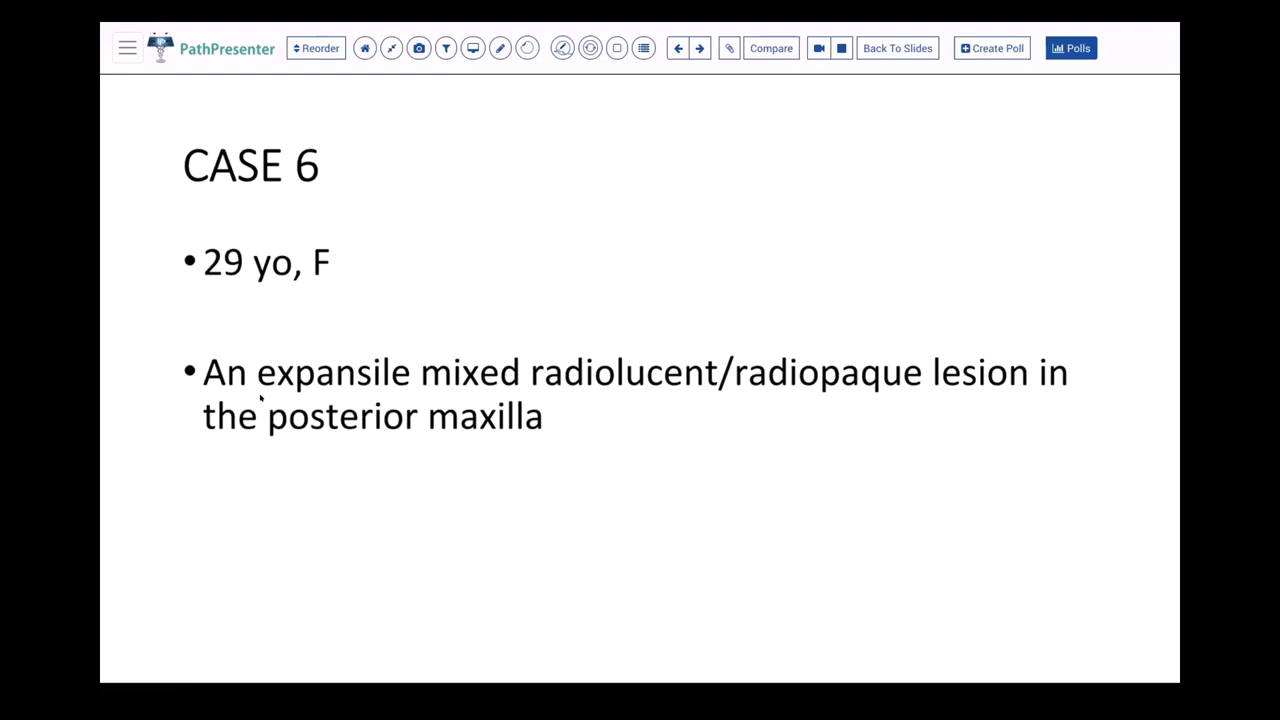 PathPresenter Reorder Compare Back To Slides Create Poll Polls
CASE 6
•29 yo, F
•An expansile mixed radiolucent/radiopaque lesion in
the posterior maxilla